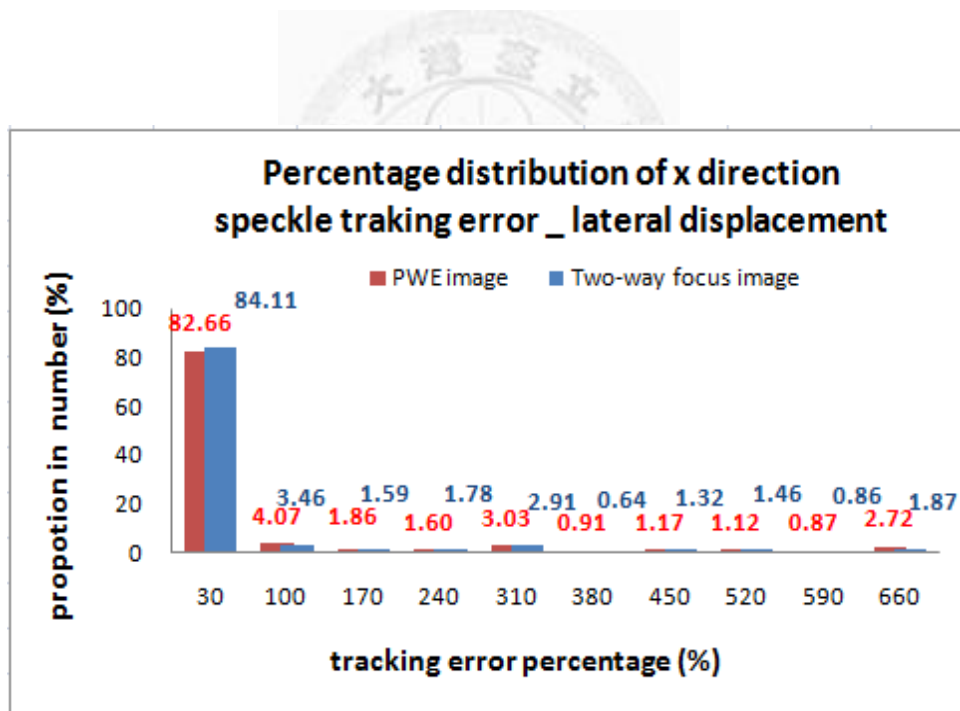 大灣臺立
Percentage distribution of x direction
speckle traking error _ lateral displacement
PWE image Two-way focus image
propotion in number (%)
100
80
60
40
20
0
82.66 84.11
3.46 1.59 1.78 2.91 0.64 1.32 1.46 0.86 1.87
4.07 1.86 1.60 3.03 0.91 1.17 1.12 0.87 2.72
30 100 170 240 310 380 450 520 590 660
tracking error percentage (%)